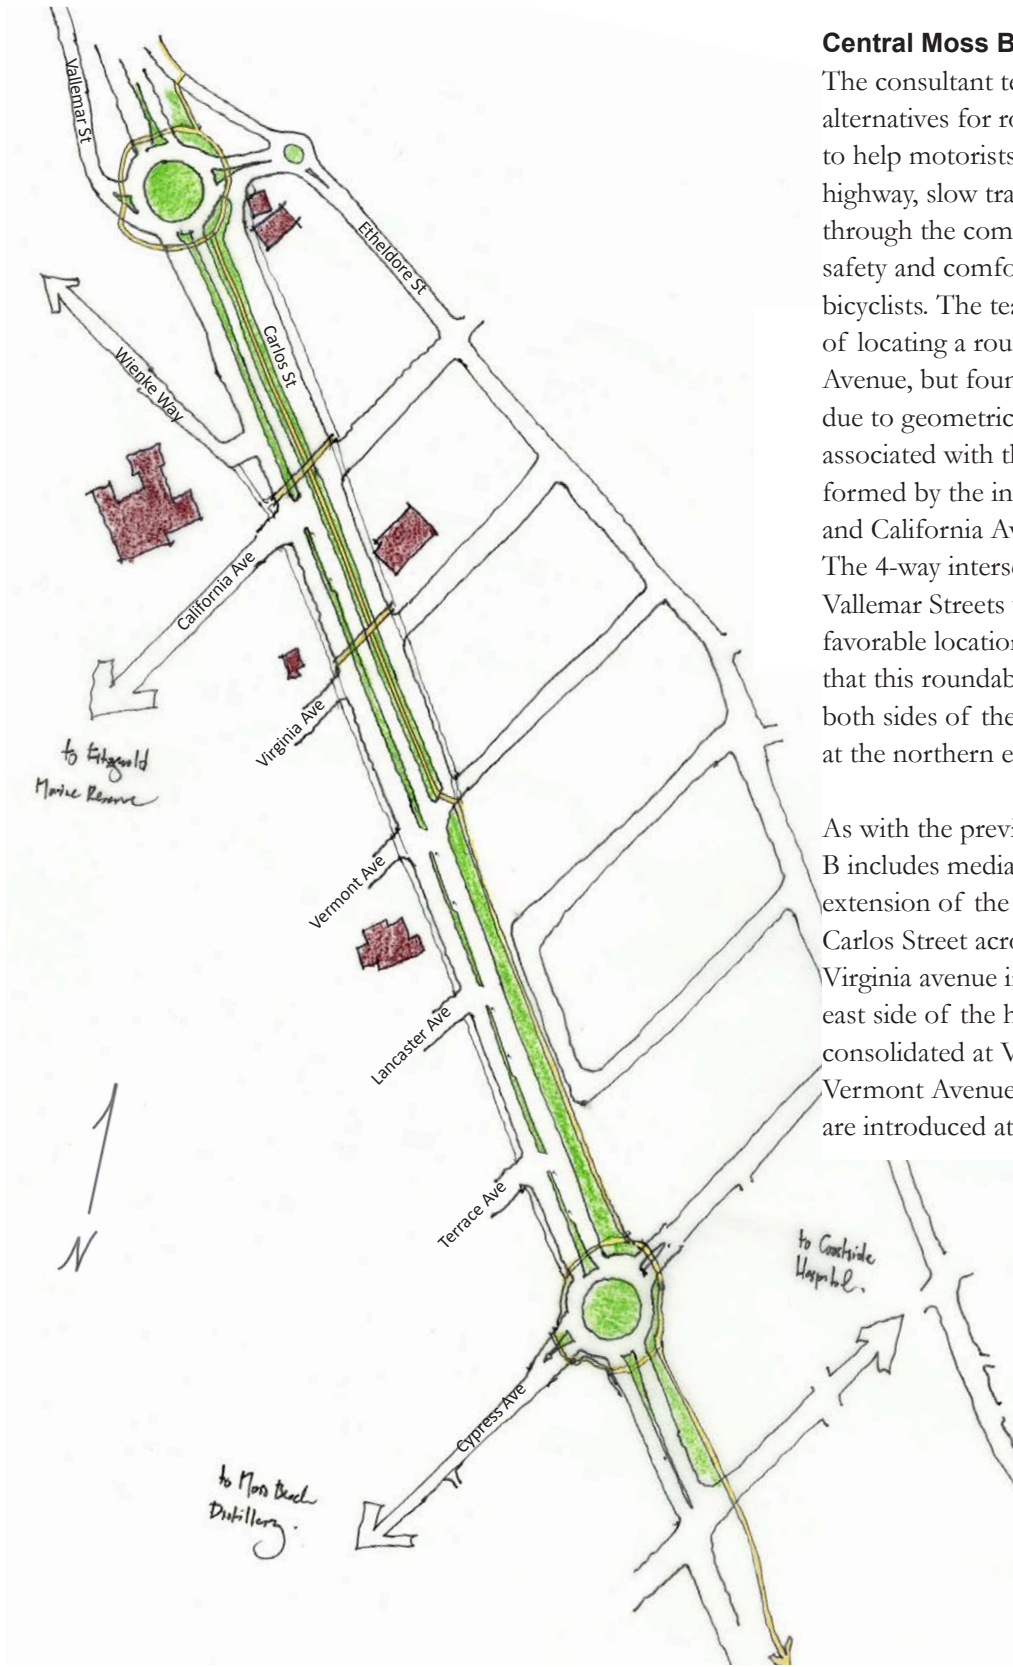 Central Moss B
The consultant te
alternatives for ro
to help motorists
highway, slow tra
through the com
safety and comfo
bicyclists. The tea
of locating a rou
Avenue, but foun
due to geometric
associated with th
formed by the in
and California Av
The 4-way interse
Vallemar Streets
favorable location
that this roundab
both sides of the
at the northern e
As with the previ
B includes media
extension of the
Carlos Street acro
Virginia avenue i
east side of the h
consolidated at V
Vermont Avenue
are introduced at
Vallemar St
Etheldore St
Carlos St
Wienke Way
California Ave
Virginia Ave
to Fitzgerald
Marine Reserve
Vermont Ave
Lancaster Ave
Terrace Ave
N
to Coastside
Hospital.
Cypress Ave
to Moss Beach
Distillery.